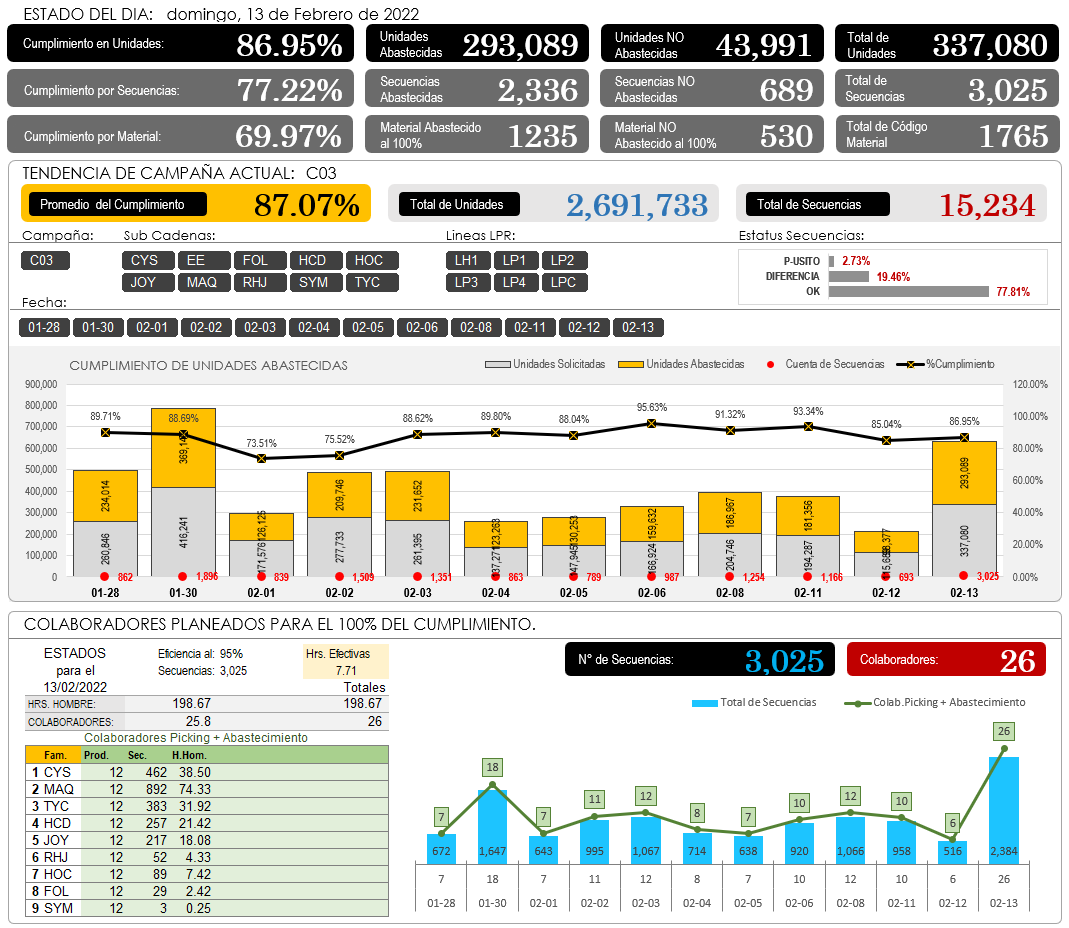 ESTADO DEL DIA: domingo, 13 de Febrero de 2022
Cumplimiento en Unidades: 86.95%
Unidades Abastecidas 293,089
Unidades NO Abastecidas 43,991
Total de Unidades 337,080
Cumplimiento por Secuencias: 77.22%
Secuencias Abastecidas 2,336
Secuencias NO Abastecidas 689
Total de Secuencias 3,025
Cumplimiento por Material: 69.97%
Material Abastecido al 100% 1235
Material NO Abastecido al 100% 530
Total de Código Material 1765
TENDENCIA DE CAMPAÑA ACTUAL: C03
Promedio del Cumplimiento 87.07%
Total de Unidades 2,691,733
Total de Secuencias 15,234
Campaña: Sub Cadenas: Lineas LPR: Estatus Secuencias:
C03 CYS EE FOL HCD HOC LH1 LP1 LP2
JOY MAQ RHJ SYM TYC LP3 LP4 LPC
P-USITO 2.73%
DIFERENCIA 19.46%
OK 77.81%
Fecha:
01-28 01-30 02-01 02-02 02-03 02-04 02-05 02-06 02-08 02-11 02-12 02-13
CUMPLIMIENTO DE UNIDADES ABASTECIDAS
Unidades Solicitadas Unidades Abastecidas Cuenta de Secuencias %Cumplimiento
900,000
800,000
700,000
600,000
500,000
400,000
300,000
200,000
100,000
0
120.00%
100.00%
80.00%
60.00%
40.00%
20.00%
0.00%
89.71% 88.69% 73.51% 75.52% 88.62% 89.80% 88.04% 95.63% 91.32% 93.34% 85.04% 86.95%
234,014 126,125 209,746 231,652 123,263 130,253 159,632 186,967 181,356 293,089
260,846 416,241 171,576 277,733 261,395 137,271 147,945 166,924 204,746 194,287 337,080
862 1,896 839 1,509 1,351 863 789 987 1,254 1,166 693 3,025
01-28 01-30 02-01 02-02 02-03 02-04 02-05 02-06 02-08 02-11 02-12 02-13
COLABORADORES PLANEADOS PARA EL 100% DEL CUMPLIMIENTO.
ESTADOS
para el
13/02/2022
Eficiencia al: 95%
Secuencias: 3,025
Hrs. Efectivas
7.71
Totales
HRS. HOMBRE: 198.67 198.67
COLABORADORES: 25.8 26
Colaboradores Picking + Abastecimiento
Fam. Prod. Sec. H.Hom.
1 CYS 12 462 38.50
2 MAQ 12 892 74.33
3 TYC 12 383 31.92
4 HCD 12 257 21.42
5 JOY 12 217 18.08
6 RHJ 12 52 4.33
7 HOC 12 89 7.42
8 FOL 12 29 2.42
9 SYM 12 3 0.25
N° de Secuencias: 3,025
Colaboradores: 26
Total de Secuencias Colab.Picking + Abastecimiento
7 18 7 11 12 8 7 10 12 10 6 26
672 1,647 643 995 1,067 714 638 920 1,066 958 516 2,384
7 18 7 11 12 8 7 10 12 10 6 26
01-28 01-30 02-01 02-02 02-03 02-04 02-05 02-06 02-08 02-11 02-12 02-13